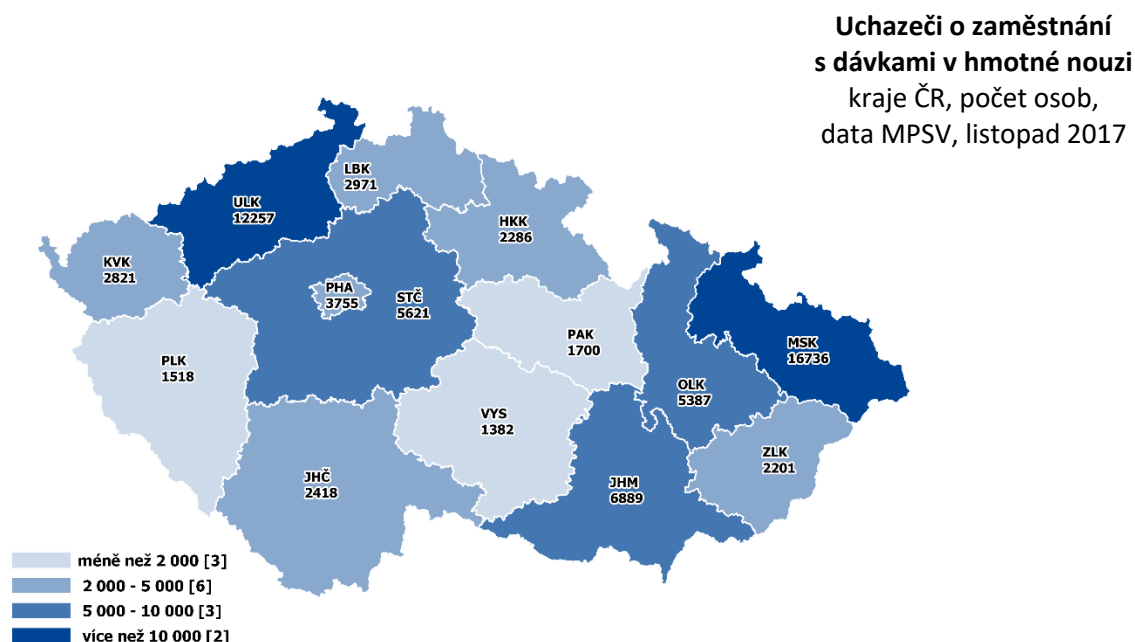 Uchazeči o zaměstnání
s dávkami v hmotné nouzi
kraje ČR, počet osob,
data MPSV, listopad 2017
LBK
2971
ULK
12257
HKK
2286
KVK
2821
PHA
3755
STČ
5621
PAK
1700
MSK
16736
PLK
1518
OLK
5387
VYS
1382
ZLK
2201
JHČ
2418
JHM
6889
méně než 2 000 [3]
2 000 - 5 000 [6]
5 000 - 10 000 [3]
více než 10 000 [2]